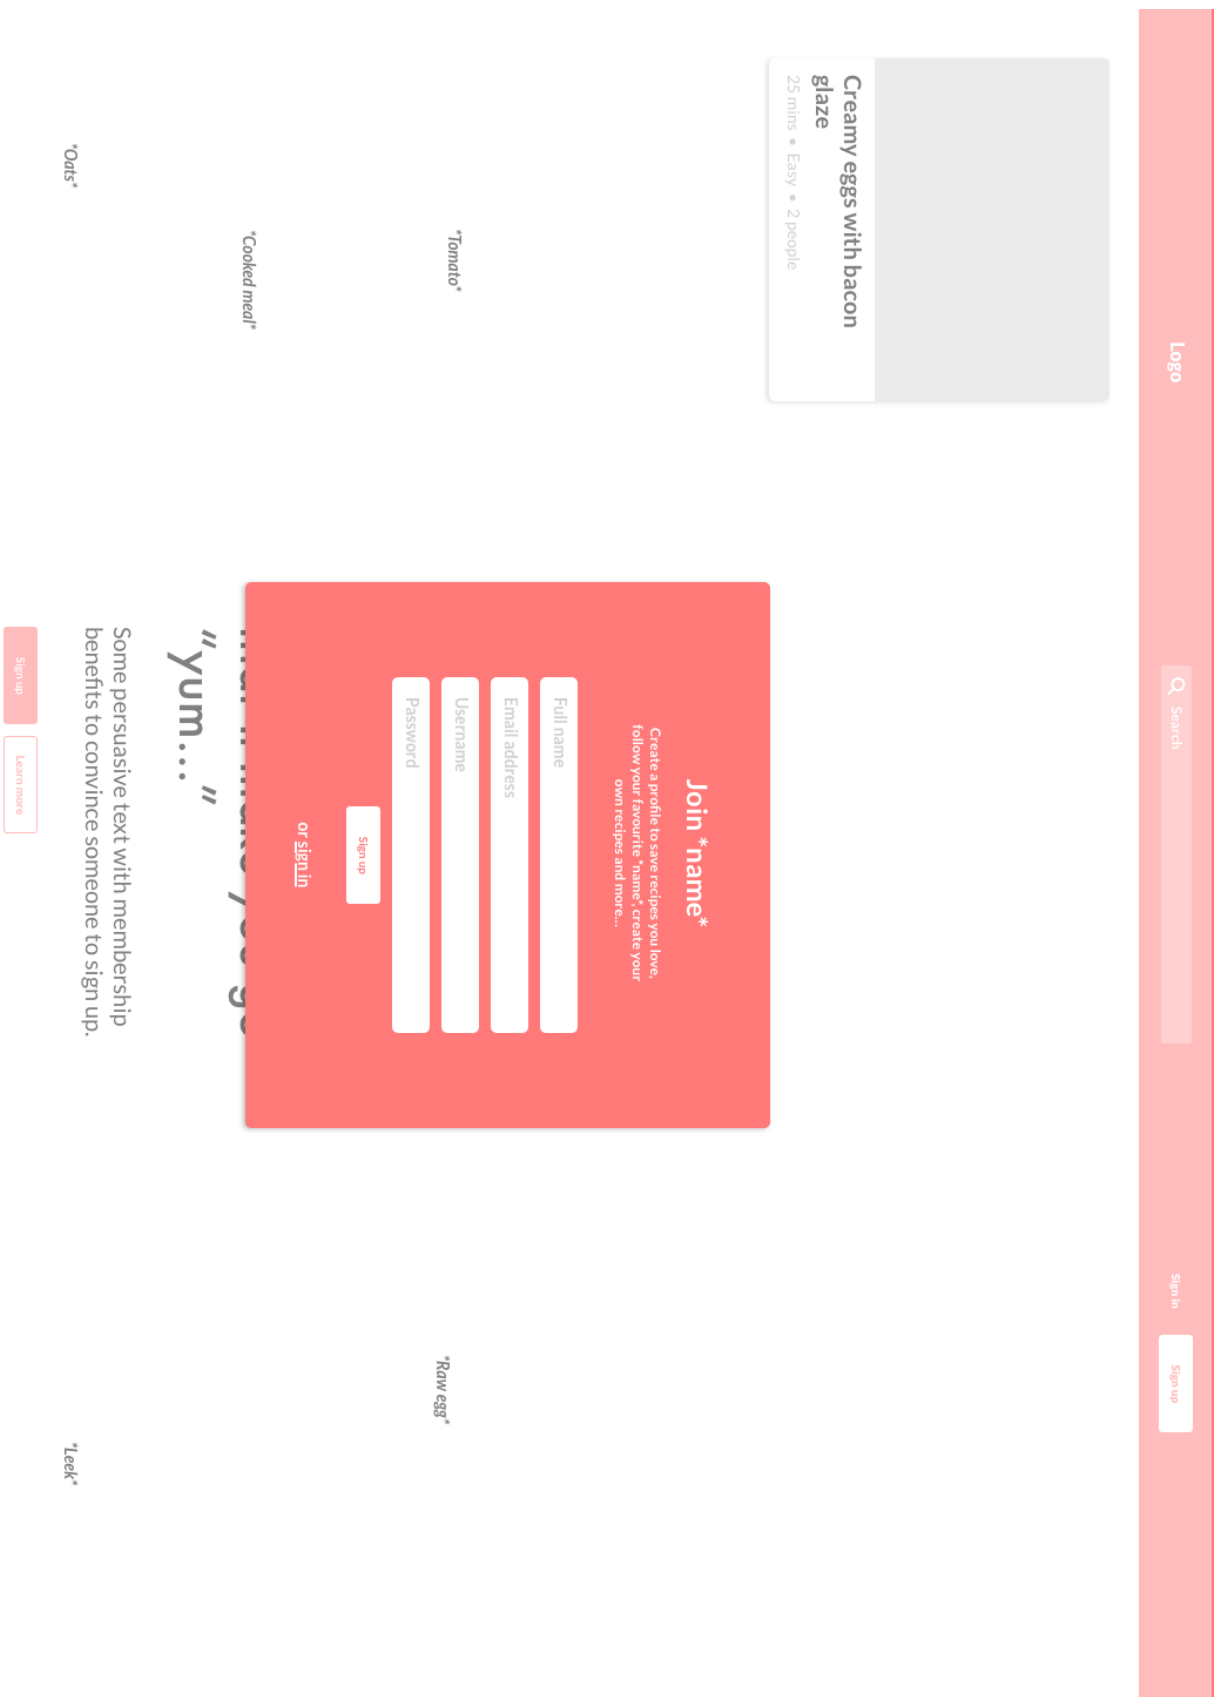 Logo
Search
Sign in
Sign up
Creamy eggs with bacon
glaze
25 mins • Easy • 2 people
Join *name*
Create a profile to save recipes you love,
follow your favourite *name*, create your
own recipes and more...
Full name
Email address
Username
Password
Sign up
or sign in
*Tomato*
*Raw egg*
*Cooked meal*
“yum...”
Some persuasive text with membership
benefits to convince someone to sign up.
*Oats*
*Leek*
Sign up
Learn more